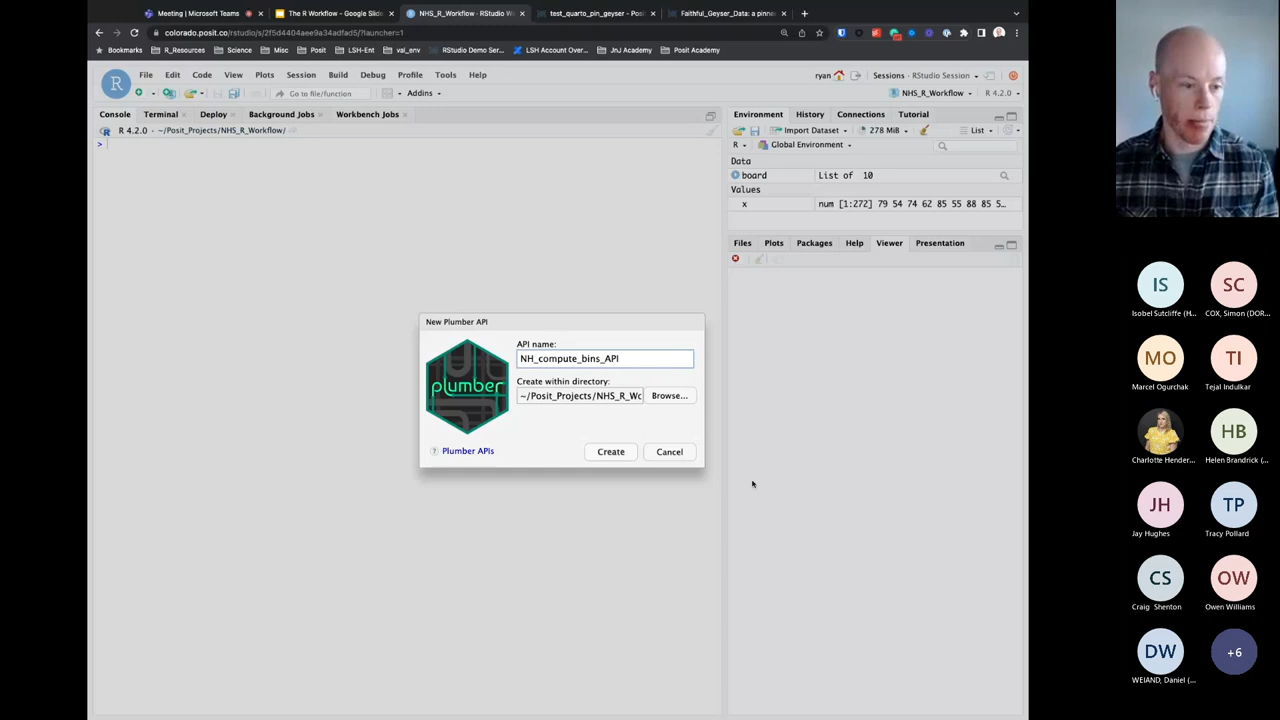 Meeting | Microsoft Teams
The R Workflow - Google Slid
NHS_R_Workflow - RStudio W
test_quarto_pin_geyser - Posit
Faithful_Geyser_Data: a pinne
colorado.posit.co/rstudio/s/2f5d4404aee9a34adfad5/?launcher=1
Bookmarks
R_Resources
Science
Misc
Posit
LSH-Ent
val_env
RStudio Demo Ser...
LSH Account Over...
JnJ Academy
Posit Academy
R
File Edit Code View Plots Session Build Debug Profile Tools Help
ryan
Sessions - RStudio Session
Go to file/function
Addins
NHS_R_Workflow
R 4.2.0
Console Terminal Deploy Background Jobs Workbench Jobs
R 4.2.0 · ~/Posit_Projects/NHS_R_Workflow/
>
Environment History Connections Tutorial
Import Dataset
278 MiB
List
R
Global Environment
Data
board List of 10
Values
x num [1:272] 79 54 74 62 85 55 88 85 5...
Files Plots Packages Help Viewer Presentation
New Plumber API
plumber
API name:
NH_compute_bins_API
Create within directory:
~/Posit_Projects/NHS_R_Wo
Browse...
? Plumber APIs
Create
Cancel
IS
Isobel Sutcliffe (H...
SC
COX, Simon (DOR...
MO
Marcel Ogurchak
TI
Tejal Indulkar
Charlotte Hender...
HB
Helen Brandrick (...
JH
Jay Hughes
TP
Tracy Pollard
CS
Craig Shenton
OW
Owen Williams
DW
WEIAND, Daniel (...
+6